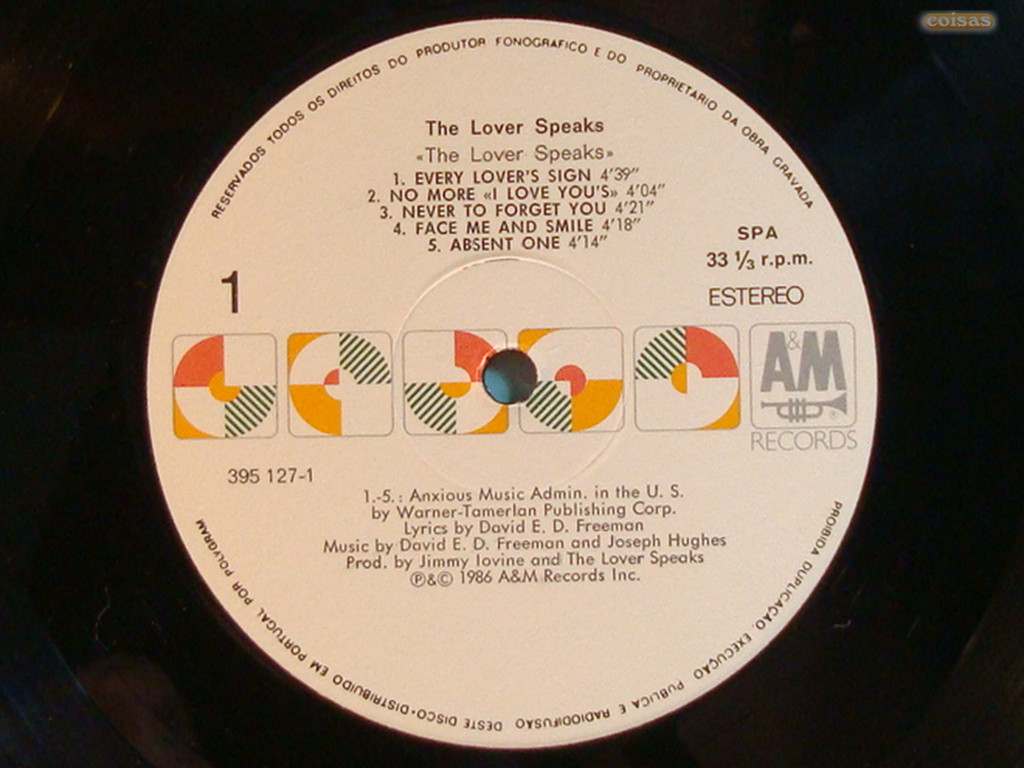 coisas
RESERVADOS TODOS OS DIREITOS DO PRODUTOR FONOGRAFICO E DO PROPRIETARIO DA OBRA GRAVADA
The Lover Speaks
«The Lover Speaks»
1. EVERY LOVER'S SIGN 4'39"
2. NO MORE «I LOVE YOU'S» 4'04"
3. NEVER TO FORGET YOU 4'21"
4. FACE ME AND SMILE 4'18"
5. ABSENT ONE 4'14"
SPA
33 ⅓ r.p.m.
1
ESTEREO
A&M
®
RECORDS
395 127-1
1.-5.: Anxious Music Admin. in the U. S.
by Warner-Tamerlan Publishing Corp.
Lyrics by David E. D. Freeman
Music by David E. D. Freeman and Joseph Hughes
Prod. by Jimmy Iovine and The Lover Speaks
℗&© 1986 A&M Records Inc.
PROIBIDA DUPLICAÇAO, EXECUÇAO PUBLICA E RADIODIFUSAO DESTE DISCO•DISTRIBUIDO EM PORTUGAL POR POLYGRAM